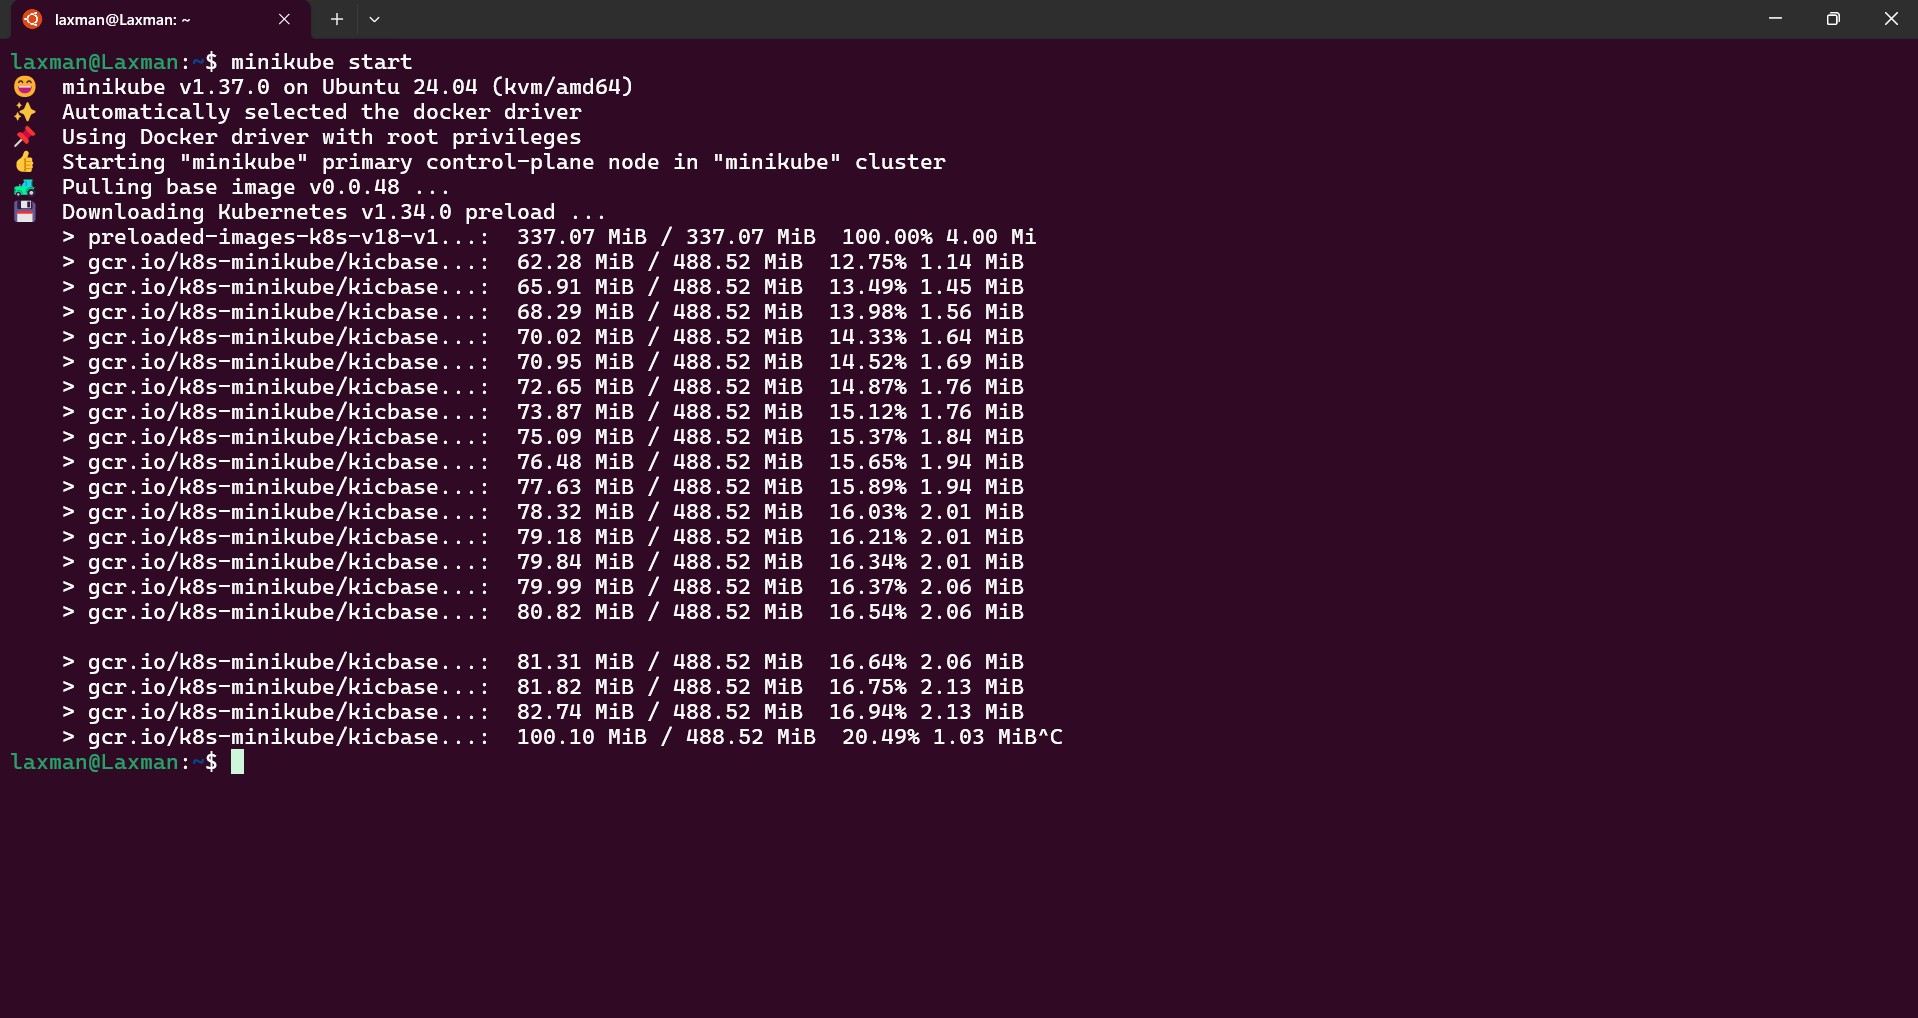 laxman@Laxman: ~
laxman@Laxman:~$ minikube start
😄  minikube v1.37.0 on Ubuntu 24.04 (kvm/amd64)
✨  Automatically selected the docker driver
📌  Using Docker driver with root privileges
👍  Starting "minikube" primary control-plane node in "minikube" cluster
🚜  Pulling base image v0.0.48 ...
💾  Downloading Kubernetes v1.34.0 preload ...
    > preloaded-images-k8s-v18-v1...:  337.07 MiB / 337.07 MiB  100.00% 4.00 Mi
    > gcr.io/k8s-minikube/kicbase...:  62.28 MiB / 488.52 MiB  12.75% 1.14 MiB
    > gcr.io/k8s-minikube/kicbase...:  65.91 MiB / 488.52 MiB  13.49% 1.45 MiB
    > gcr.io/k8s-minikube/kicbase...:  68.29 MiB / 488.52 MiB  13.98% 1.56 MiB
    > gcr.io/k8s-minikube/kicbase...:  70.02 MiB / 488.52 MiB  14.33% 1.64 MiB
    > gcr.io/k8s-minikube/kicbase...:  70.95 MiB / 488.52 MiB  14.52% 1.69 MiB
    > gcr.io/k8s-minikube/kicbase...:  72.65 MiB / 488.52 MiB  14.87% 1.76 MiB
    > gcr.io/k8s-minikube/kicbase...:  73.87 MiB / 488.52 MiB  15.12% 1.76 MiB
    > gcr.io/k8s-minikube/kicbase...:  75.09 MiB / 488.52 MiB  15.37% 1.84 MiB
    > gcr.io/k8s-minikube/kicbase...:  76.48 MiB / 488.52 MiB  15.65% 1.94 MiB
    > gcr.io/k8s-minikube/kicbase...:  77.63 MiB / 488.52 MiB  15.89% 1.94 MiB
    > gcr.io/k8s-minikube/kicbase...:  78.32 MiB / 488.52 MiB  16.03% 2.01 MiB
    > gcr.io/k8s-minikube/kicbase...:  79.18 MiB / 488.52 MiB  16.21% 2.01 MiB
    > gcr.io/k8s-minikube/kicbase...:  79.84 MiB / 488.52 MiB  16.34% 2.01 MiB
    > gcr.io/k8s-minikube/kicbase...:  79.99 MiB / 488.52 MiB  16.37% 2.06 MiB
    > gcr.io/k8s-minikube/kicbase...:  80.82 MiB / 488.52 MiB  16.54% 2.06 MiB
    > gcr.io/k8s-minikube/kicbase...:  81.31 MiB / 488.52 MiB  16.64% 2.06 MiB
    > gcr.io/k8s-minikube/kicbase...:  81.82 MiB / 488.52 MiB  16.75% 2.13 MiB
    > gcr.io/k8s-minikube/kicbase...:  82.74 MiB / 488.52 MiB  16.94% 2.13 MiB
    > gcr.io/k8s-minikube/kicbase...:  100.10 MiB / 488.52 MiB  20.49% 1.03 MiB^C
laxman@Laxman:~$